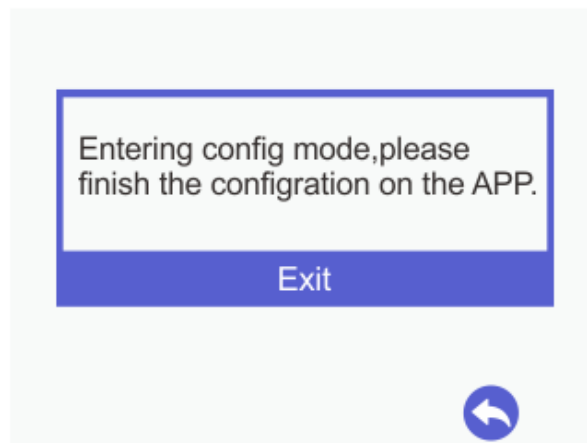 Entering config mode,please
finish the configration on the APP.
Exit